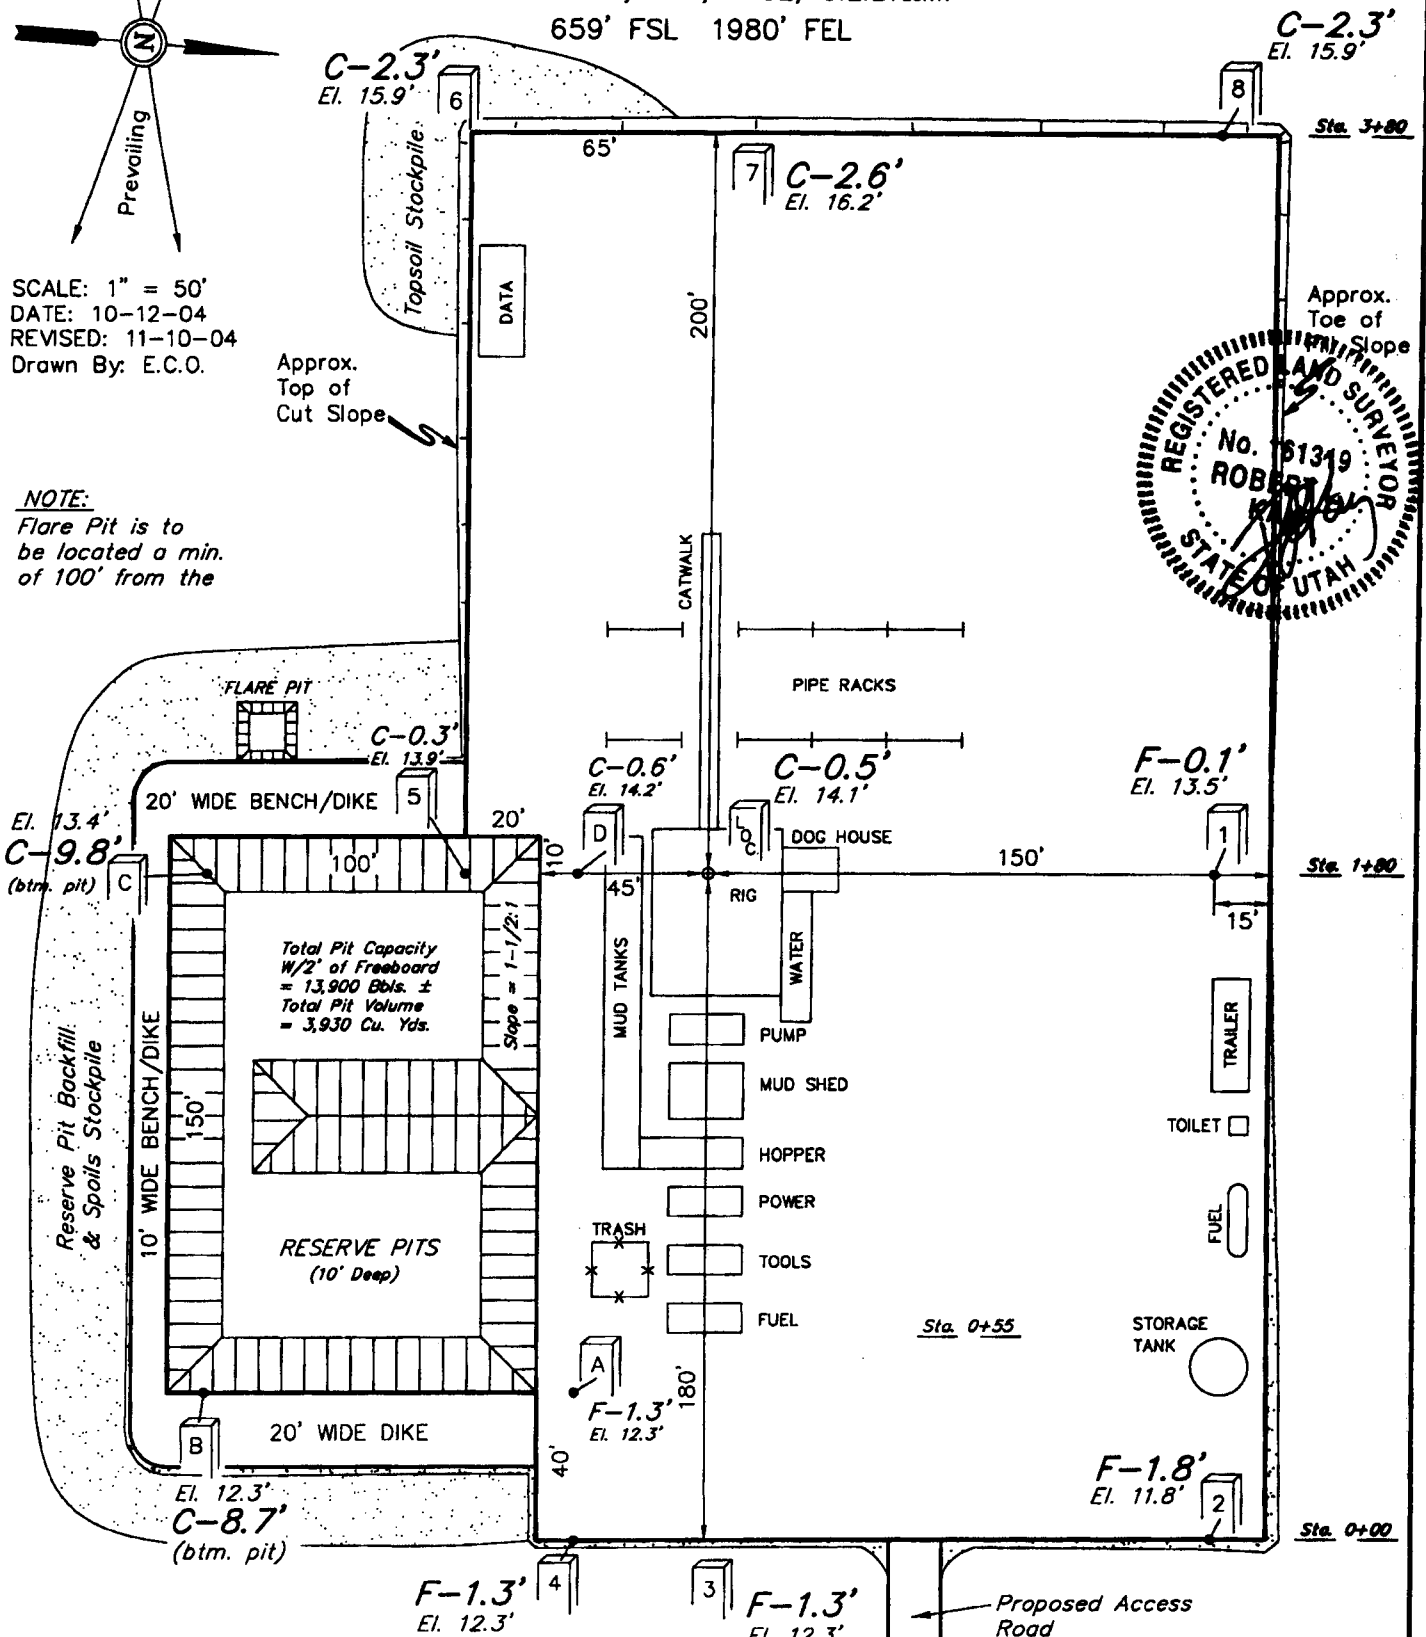 659' FSL 1980' FEL
C-2.3'
El. 15.9'
6
C-2.3'
El. 15.9'
8
Sta. 3+80
N
Prevailing
65'
7
C-2.6'
El. 16.2'
Topsoil Stockpile
DATA
200'
SCALE: 1" = 50'
DATE: 10-12-04
REVISED: 11-10-04
Drawn By: E.C.O.
Approx.
Top of
Cut Slope
Approx.
Toe of
Fill Slope
REGISTERED LAND SURVEYOR
No. 161319
ROBERT
STATE OF UTAH
NOTE:
Flare Pit is to
be located a min.
of 100' from the
CATWALK
PIPE RACKS
FLARE PIT
C-0.3'
El. 13.9'
5
20' WIDE BENCH/DIKE
20'
El. 13.4'
C-9.8'
(btm. pit)
C
100'
10'
C-0.6'
El. 14.2'
D
45'
C-0.5'
El. 14.1'
LOC.
DOG HOUSE
RIG
150'
F-0.1'
El. 13.5'
1
Sta. 1+80
15'
Total Pit Capacity
W/2' of Freeboard
= 13,900 Bbls. ±
Total Pit Volume
= 3,930 Cu. Yds.
Slope = 1-1/2:1
MUD TANKS
WATER
PUMP
MUD SHED
HOPPER
POWER
TOOLS
FUEL
TRAILER
TOILET
FUEL
STORAGE
TANK
Sta. 0+55
Reserve Pit Backfill
& Spoils Stockpile
10' WIDE BENCH/DIKE
150'
RESERVE PITS
(10' Deep)
TRASH
A
F-1.3'
El. 12.3'
180'
40'
20' WIDE DIKE
B
El. 12.3'
C-8.7'
(btm. pit)
F-1.8'
El. 11.8'
2
Sta. 0+00
F-1.3'
El. 12.3'
4
3
F-1.3'
El. 12.3'
Proposed Access
Road